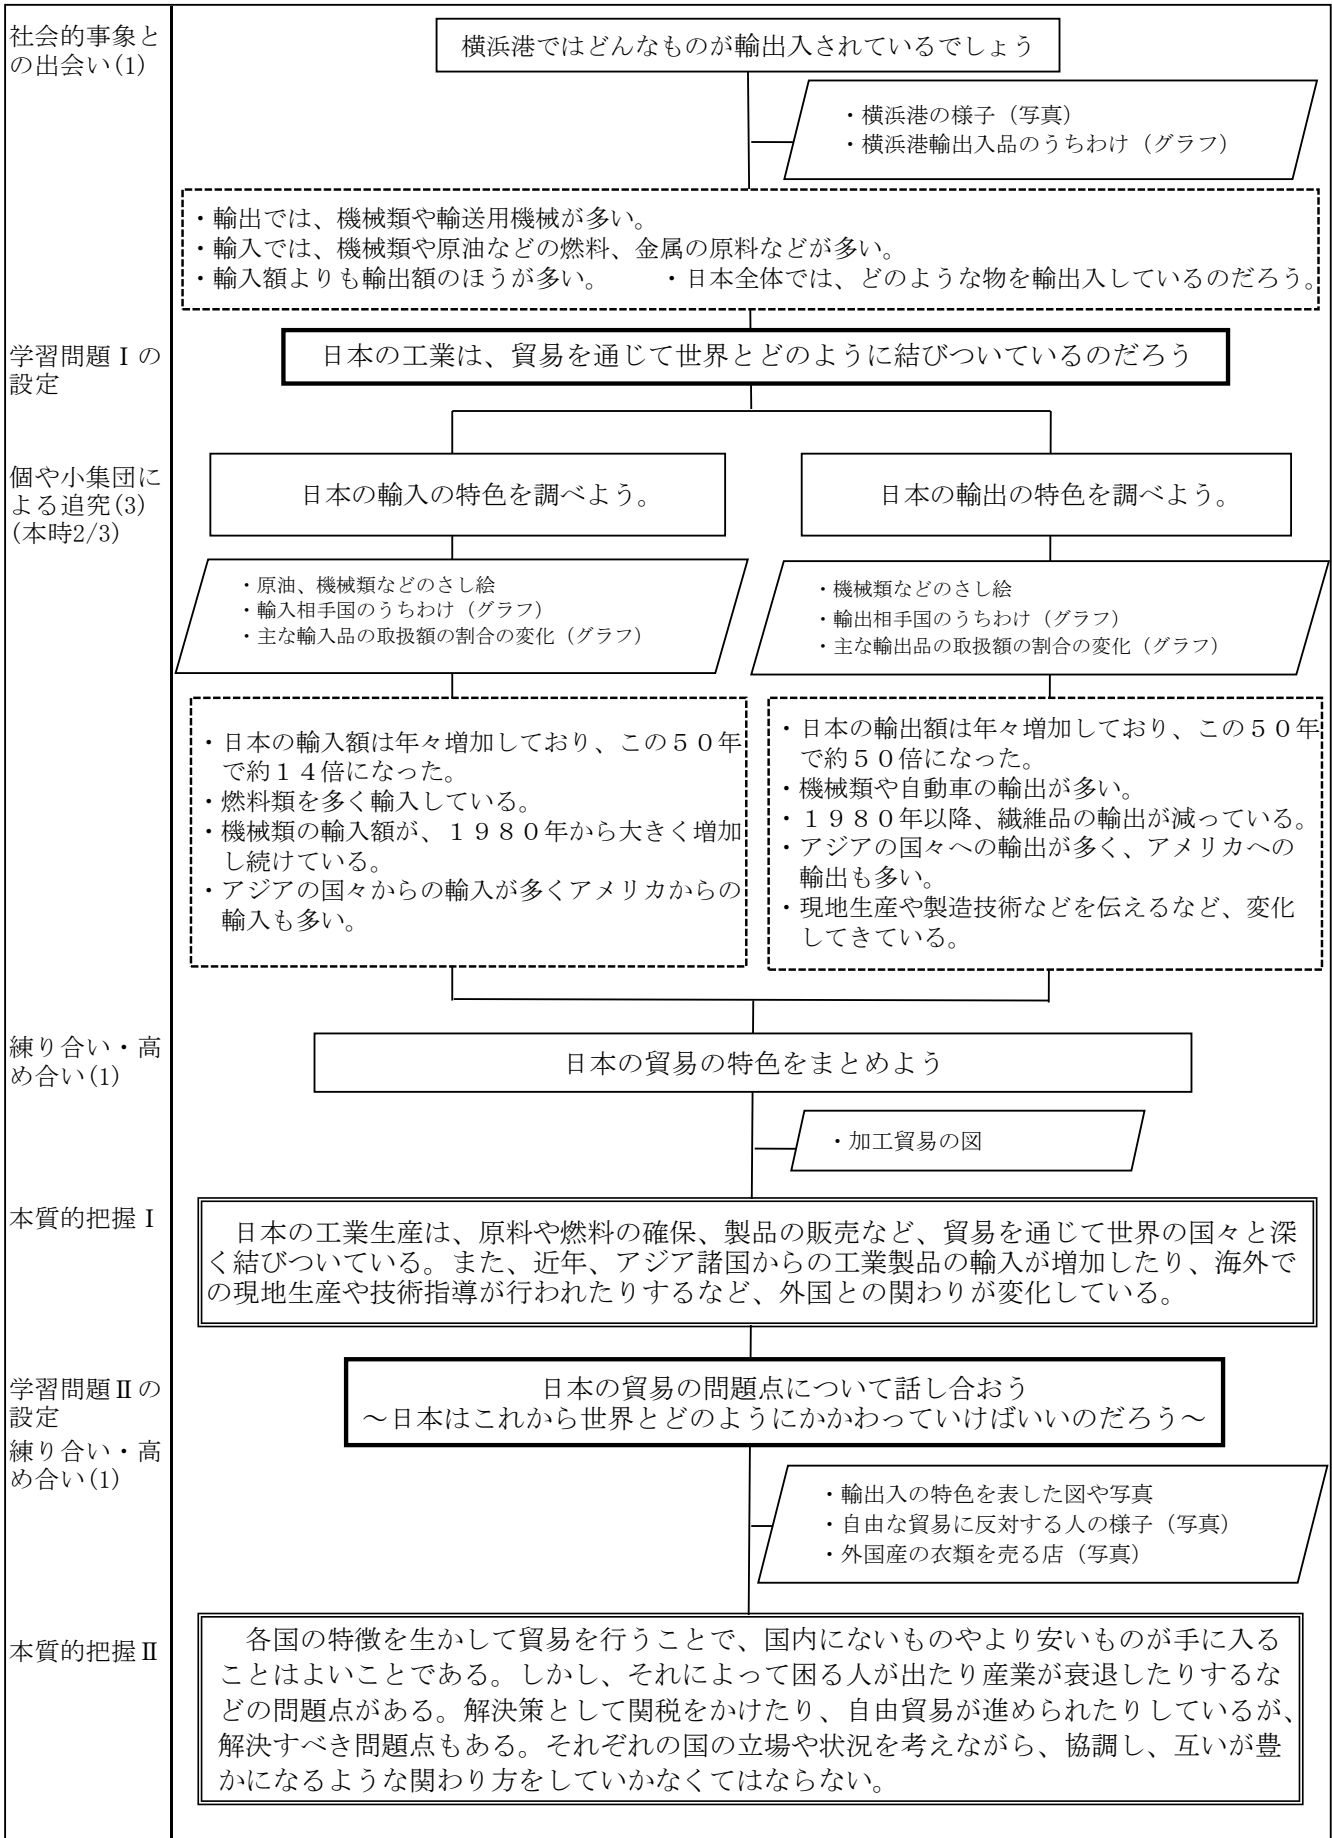 社会的事象と
の出会い(1)
横浜港ではどんなものが輸出入されているでしょう
・横浜港の様子（写真）
・横浜港輸出入品のうちわけ（グラフ）
・輸出では、機械類や輸送用機械が多い。
・輸入では、機械類や原油などの燃料、金属の原料などが多い。
・輸入額よりも輸出額のほうが多い。　　・日本全体では、どのような物を輸出入しているのだろう。
学習問題Ⅰの
設定
日本の工業は、貿易を通じて世界とどのように結びついているのだろう
個や小集団に
よる追究(3)
(本時2/3)
日本の輸入の特色を調べよう。
・原油、機械類などのさし絵
・輸入相手国のうちわけ（グラフ）
・主な輸入品の取扱額の割合の変化（グラフ）
・日本の輸入額は年々増加しており、この５０年
で約１４倍になった。
・燃料類を多く輸入している。
・機械類の輸入額が、１９８０年から大きく増加
し続けている。
・アジアの国々からの輸入が多くアメリカからの
輸入も多い。
日本の輸出の特色を調べよう。
・機械類などのさし絵
・輸出相手国のうちわけ（グラフ）
・主な輸出品の取扱額の割合の変化（グラフ）
・日本の輸出額は年々増加しており、この５０年
で約５０倍になった。
・機械類や自動車の輸出が多い。
・１９８０年以降、繊維品の輸出が減っている。
・アジアの国々への輸出が多く、アメリカへの
輸出も多い。
・現地生産や製造技術などを伝えるなど、変化
してきている。
練り合い・高
め合い(1)
日本の貿易の特色をまとめよう
・加工貿易の図
本質的把握Ⅰ
日本の工業生産は、原料や燃料の確保、製品の販売など、貿易を通じて世界の国々と深
く結びついている。また、近年、アジア諸国からの工業製品の輸入が増加したり、海外で
の現地生産や技術指導が行われたりするなど、外国との関わりが変化している。
学習問題Ⅱの
設定
練り合い・高
め合い(1)
日本の貿易の問題点について話し合おう
～日本はこれから世界とどのようにかかわっていけばいいのだろう～
・輸出入の特色を表した図や写真
・自由な貿易に反対する人の様子（写真）
・外国産の衣類を売る店（写真）
本質的把握Ⅱ
各国の特徴を生かして貿易を行うことで、国内にないものやより安いものが手に入る
ことはよいことである。しかし、それによって困る人が出たり産業が衰退したりするな
どの問題点がある。解決策として関税をかけたり、自由貿易が進められたりしているが、
解決すべき問題点もある。それぞれの国の立場や状況を考えながら、協調し、互いが豊
かになるような関わり方をしていかなくてはならない。